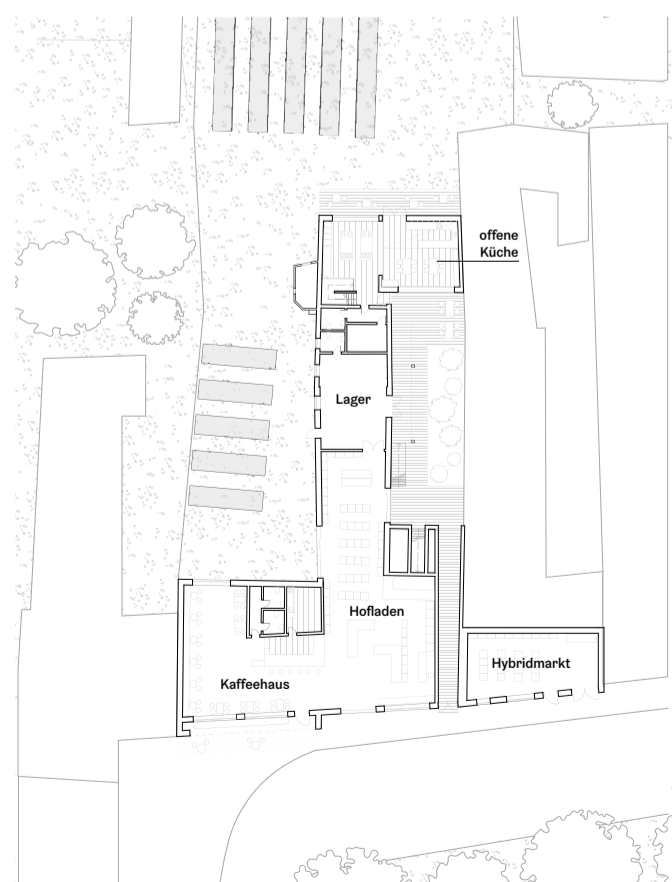 offene
Küche
Lager
Hofladen
Kaffeehaus
Hybridmarkt